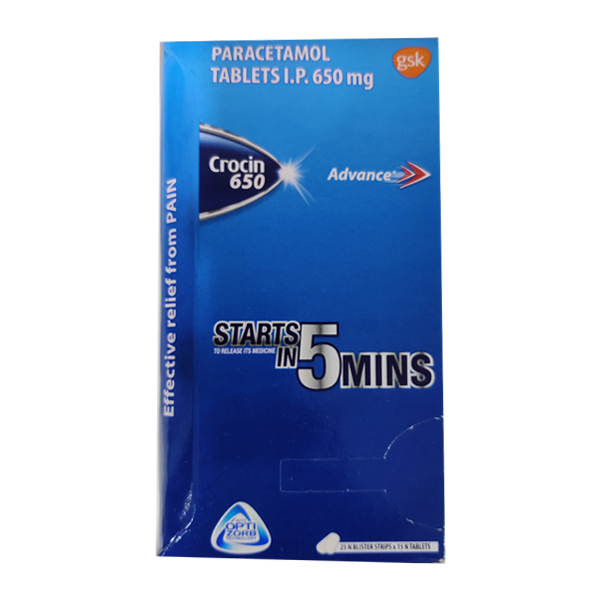 PARACETAMOL
TABLETS I.P. 650 mg
gsk
Crocin
650
Advance
Effective relief from PAIN
STARTS
TO RELEASE ITS MEDICINE
IN
5 MINS
OPTI
ZORB
25 N BLISTER STRIPS x 15 N TABLETS